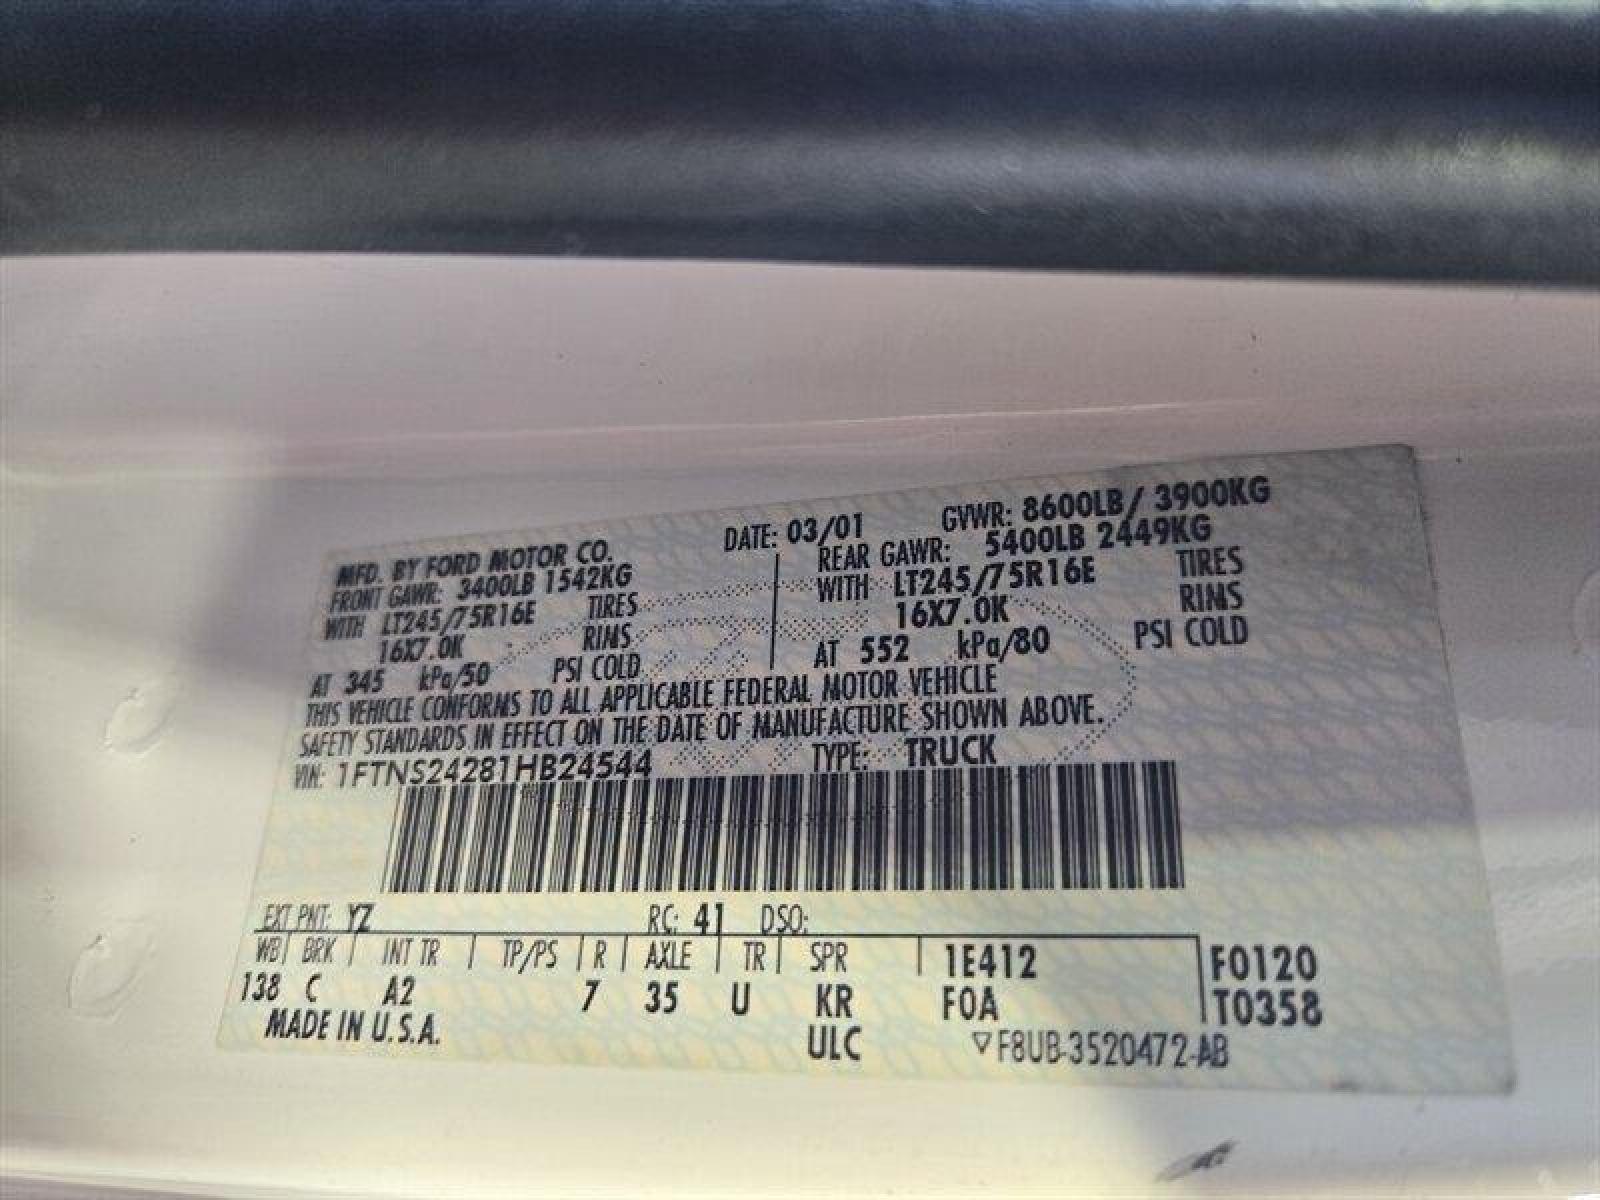 MFD. BY FORD MOTOR CO. DATE: 03/01 GVWR: 8600LB/ 3900KG
FRONT GAWR: 3400LB 1542KG REAR GAWR: 5400LB 2449KG
WITH LT245/75R16E TIRES WITH LT245/75R16E TIRES
16X7.0K RIMS 16X7.0K RIMS
AT 345 kPa/50 PSI COLD AT 552 kPa/80 PSI COLD
THIS VEHICLE CONFORMS TO ALL APPLICABLE FEDERAL MOTOR VEHICLE
SAFETY STANDARDS IN EFFECT ON THE DATE OF MANUFACTURE SHOWN ABOVE.
VIN: 1FTNS24281HB24544 TYPE: TRUCK
EXT PNT: YZ RC: 41 DSO:
WB BRK INT TR TP/PS R AXLE TR SPR 1E412 F0120
138 C A2 7 35 U KR FOA T0358
MADE IN U.S.A. ULC ▽F8UB-3520472-AB